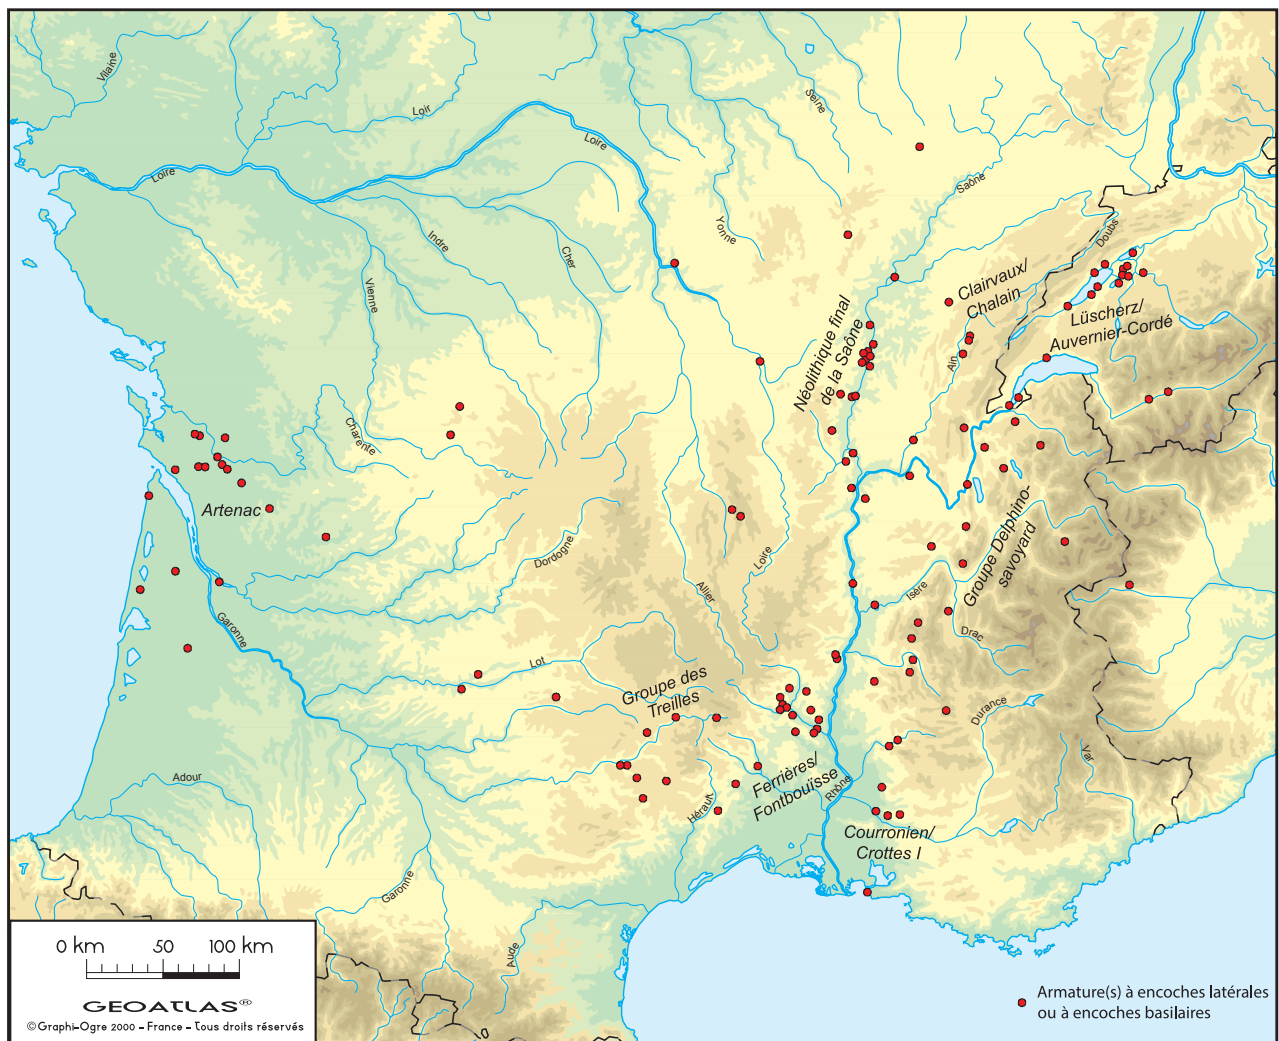 Vilaine
Loir
Loire
Loire
Seine
Saône
Yonne
Indre
Cher
Vienne
Doubs
Clairvaux/
Chalain
Lüscherz/
Auvernier-Cordé
Néolithique final
de la Saône
Ain
Charente
Artenac
Dordogne
Loire
Allier
Isère
Groupe Delphino-
savoyard
Drac
Garonne
Lot
Groupe des
Treilles
Durance
Var
Adour
Ferrières/
Fontbouïsse
Rhône
Hérault
Courronien/
Crottes I
Garonne
Aude
0 km 50 100 km
GEOATLAS®
©Graphi-Ogre 2000 - France - Tous droits réservés
Armature(s) à encoches latérales
ou à encoches basilaires